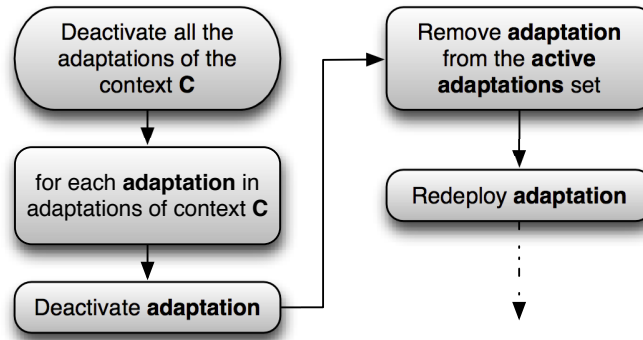 Deactivate all the
adaptations of the
context C
for each adaptation in
adaptations of context C
Deactivate adaptation
Remove adaptation
from the active
adaptations set
Redeploy adaptation